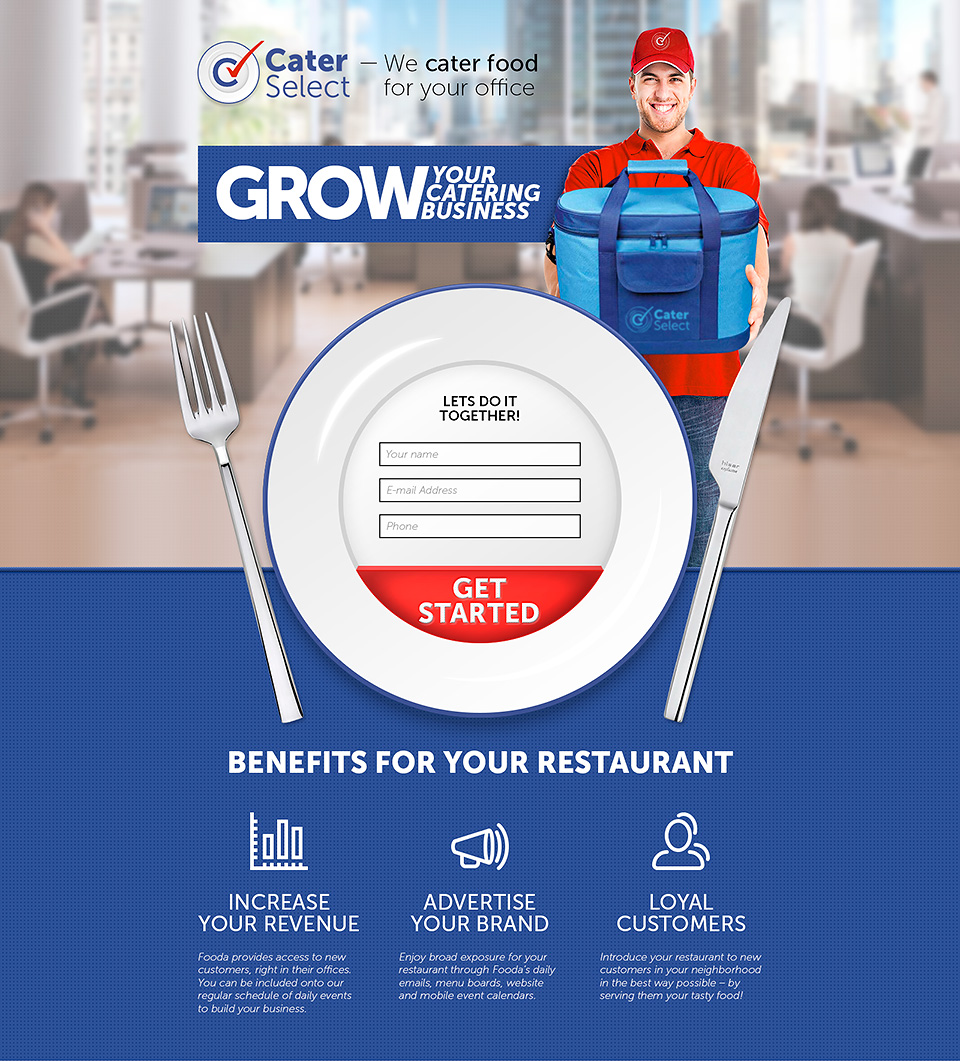 Cater
Select
— We cater food
for your office
GROW YOUR
CATERING
BUSINESS
Cater
Select
LETS DO IT
TOGETHER!
Your name
E-mail Address
Phone
GET
STARTED
BENEFITS FOR YOUR RESTAURANT
INCREASE
YOUR REVENUE
Fooda provides access to new
customers, right in their offices.
You can be included onto our
regular schedule of daily events
to build your business.
ADVERTISE
YOUR BRAND
Enjoy broad exposure for your
restaurant through Fooda's daily
emails, menu boards, website
and mobile event calendars.
LOYAL
CUSTOMERS
Introduce your restaurant to new
customers in your neighborhood
in the best way possible – by
serving them your tasty food!